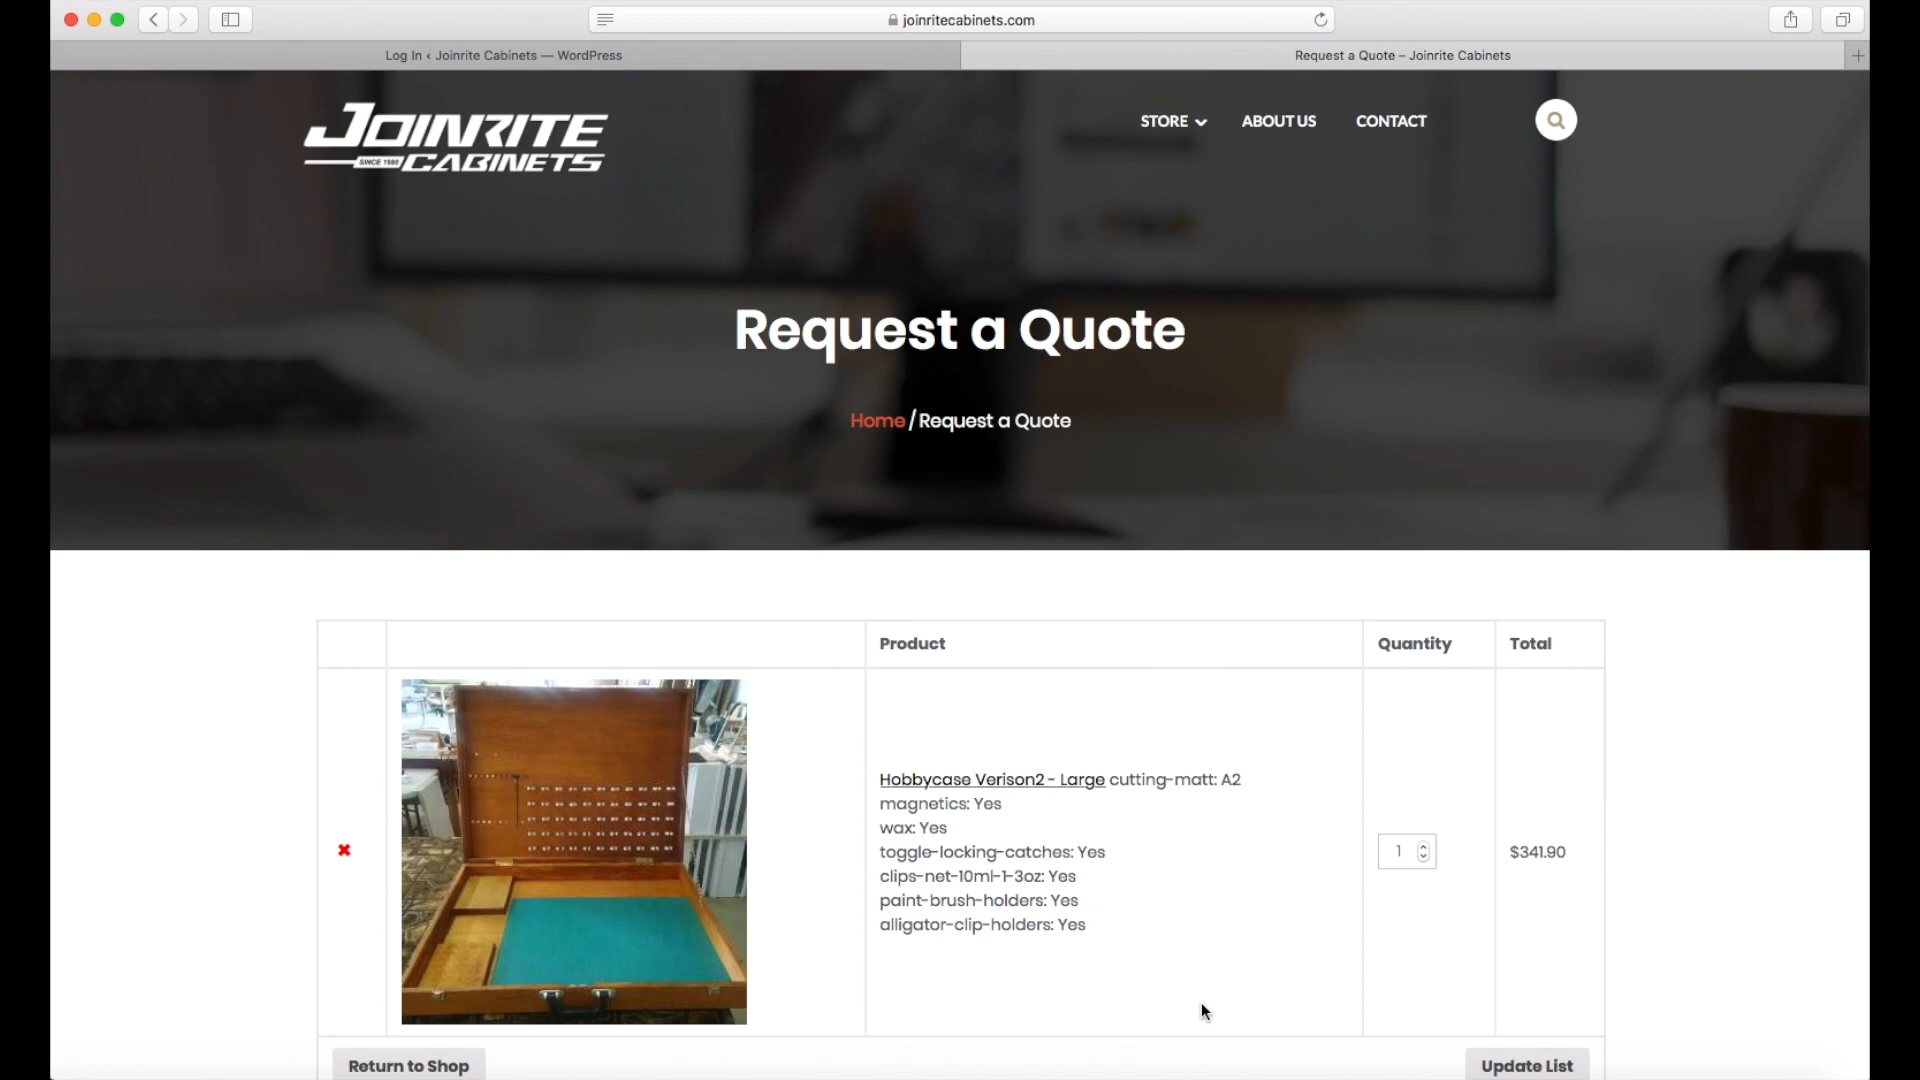 joinritecabinets.com
Log In ‹ Joinrite Cabinets — WordPress
Request a Quote – Joinrite Cabinets
JOINRITE
SINCE 1980 CABINETS
STORE
ABOUT US
CONTACT
Request a Quote
Home / Request a Quote
Product
Quantity
Total
Hobbycase Verison2 - Large cutting-matt: A2
magnetics: Yes
wax: Yes
toggle-locking-catches: Yes
clips-net-10ml-1-3oz: Yes
paint-brush-holders: Yes
alligator-clip-holders: Yes
1
$341.90
Return to Shop
Update List